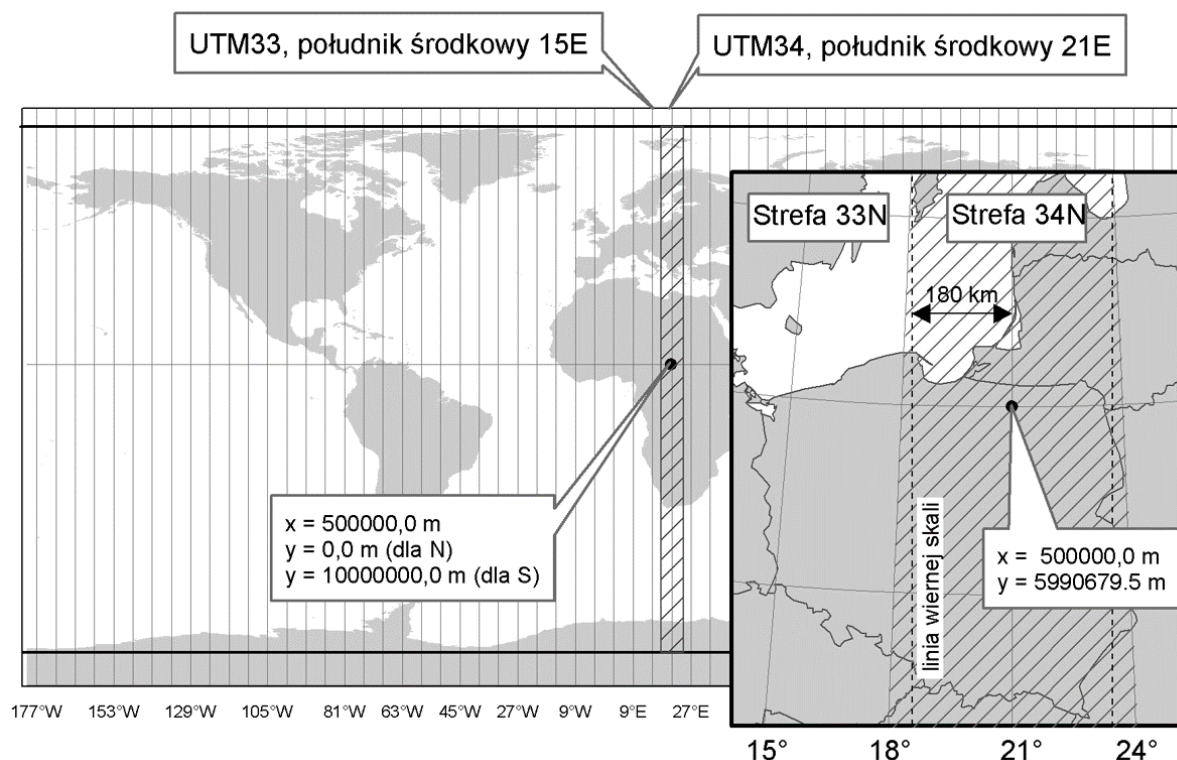 UTM33, południk środkowy 15E
UTM34, południk środkowy 21E
Strefa 33N
Strefa 34N
180 km
x = 500000,0 m
y = 0,0 m (dla N)
y = 10000000,0 m (dla S)
linia wiernej skali
x = 500000,0 m
y = 5990679.5 m
177°W 153°W 129°W 105°W 81°W 63°W 45°W 27°W 9°W 9°E 27°E
15° 18° 21° 24°